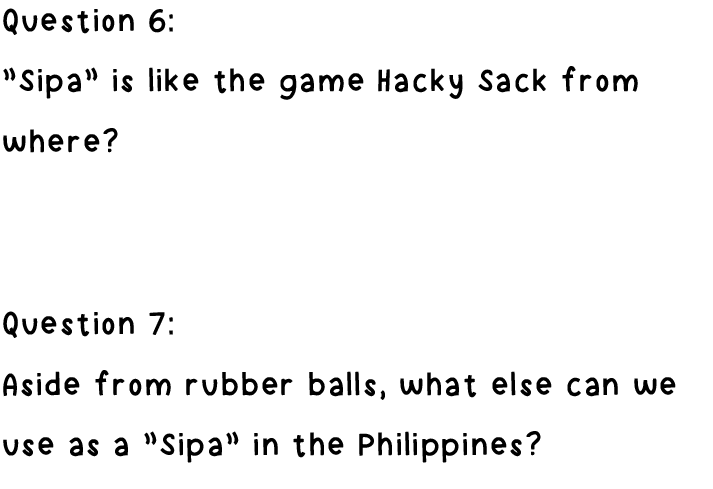 Question 6:
"Sipa" is like the game Hacky Sack from
where?
Question 7:
Aside from rubber balls, what else can we
use as a "Sipa" in the Philippines?